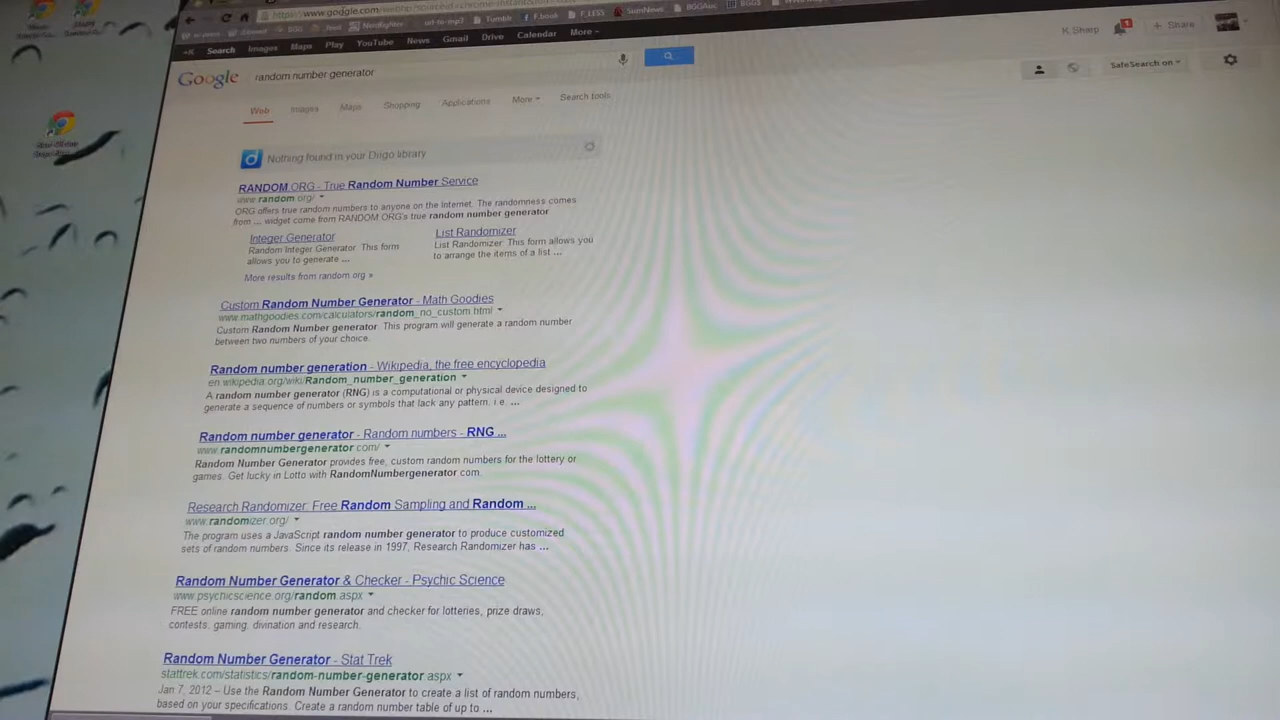 +K Search Images Maps Play YouTube News Gmail Drive Calendar More
K Sharp
+ Share
Google
random number generator
SafeSearch on
Web Images Maps Shopping Applications More Search tools
Nothing found in your Diigo library
RANDOM.ORG - True Random Number Service
www.random.org/
ORG offers true random numbers to anyone on the Internet. The randomness comes
from ... widget come from RANDOM.ORG's true random number generator
Integer Generator
Random Integer Generator. This form
allows you to generate ...
List Randomizer
List Randomizer. This form allows you
to arrange the items of a list ...
More results from random.org »
Custom Random Number Generator - Math Goodies
www.mathgoodies.com/calculators/random_no_custom.html
Custom Random Number generator. This program will generate a random number
between two numbers of your choice.
Random number generation - Wikipedia, the free encyclopedia
en.wikipedia.org/wiki/Random_number_generation
A random number generator (RNG) is a computational or physical device designed to
generate a sequence of numbers or symbols that lack any pattern, i.e. ...
Random number generator - Random numbers - RNG ...
www.randomnumbergenerator.com/
Random Number Generator provides free, custom random numbers for the lottery or
games. Get lucky in Lotto with RandomNumbergenerator.com.
Research Randomizer: Free Random Sampling and Random ...
www.randomizer.org/
The program uses a JavaScript random number generator to produce customized
sets of random numbers. Since its release in 1997, Research Randomizer has ...
Random Number Generator & Checker - Psychic Science
www.psychicscience.org/random.aspx
FREE online random number generator and checker for lotteries, prize draws,
contests, gaming, divination and research.
Random Number Generator - Stat Trek
stattrek.com/statistics/random-number-generator.aspx
Jan 7, 2012 – Use the Random Number Generator to create a list of random numbers,
based on your specifications. Create a random number table of up to ...